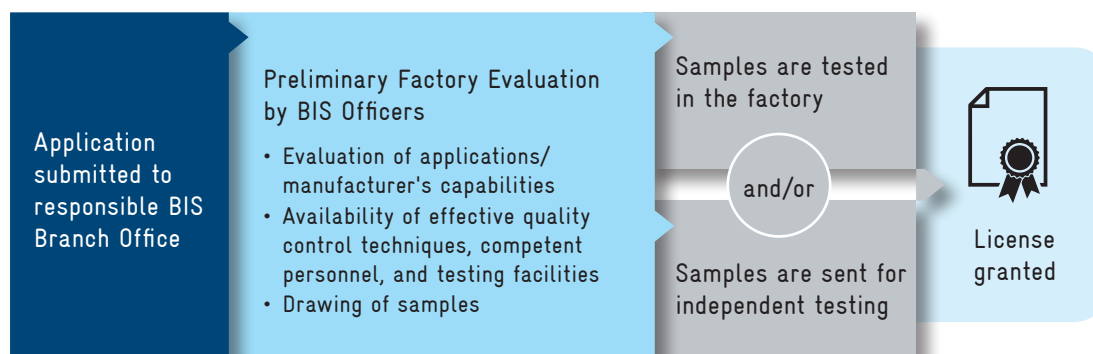 Application
submitted to
responsible BIS
Branch Office
Preliminary Factory Evaluation
by BIS Officers
• Evaluation of applications/
manufacturer's capabilities
• Availability of effective quality
control techniques, competent
personnel, and testing facilities
• Drawing of samples
Samples are tested
in the factory
and/or
Samples are sent for
independent testing
License
granted